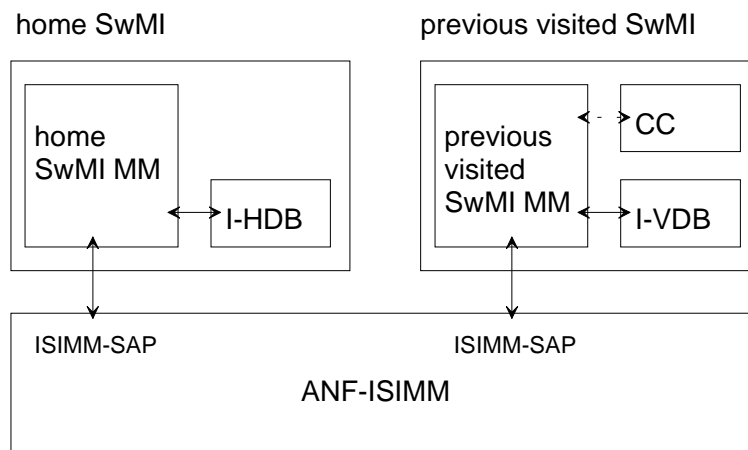 home SwMI
previous visited SwMI
home
SwMI MM
I-HDB
previous
visited
SwMI MM
CC
I-VDB
ISIMM-SAP
ISIMM-SAP
ANF-ISIMM